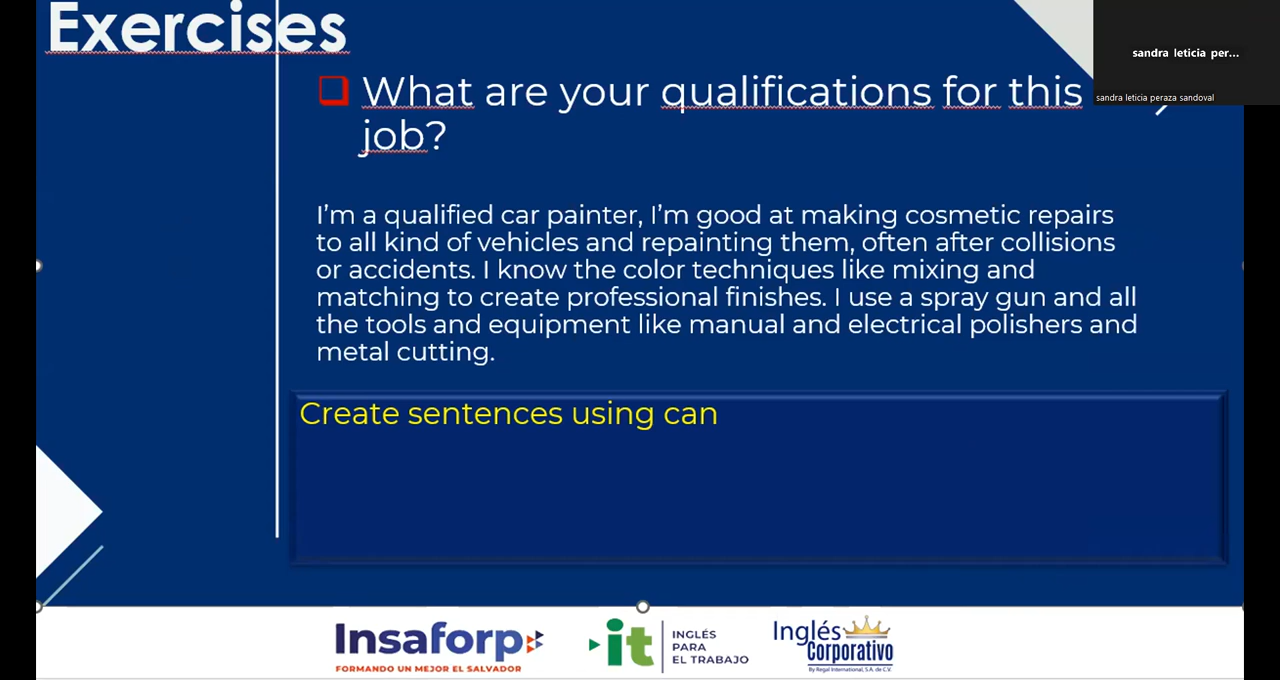 Exercises
sandra leticia per...
sandra leticia peraza sandoval
What are your qualifications for this
job?
I'm a qualified car painter, I'm good at making cosmetic repairs
to all kind of vehicles and repainting them, often after collisions
or accidents. I know the color techniques like mixing and
matching to create professional finishes. I use a spray gun and all
the tools and equipment like manual and electrical polishers and
metal cutting.
Create sentences using can
Insaforp
FORMANDO UN MEJOR EL SALVADOR
it
INGLÉS
PARA
EL TRABAJO
Inglés
Corporativo
By Regal International, S.A. de C.V.